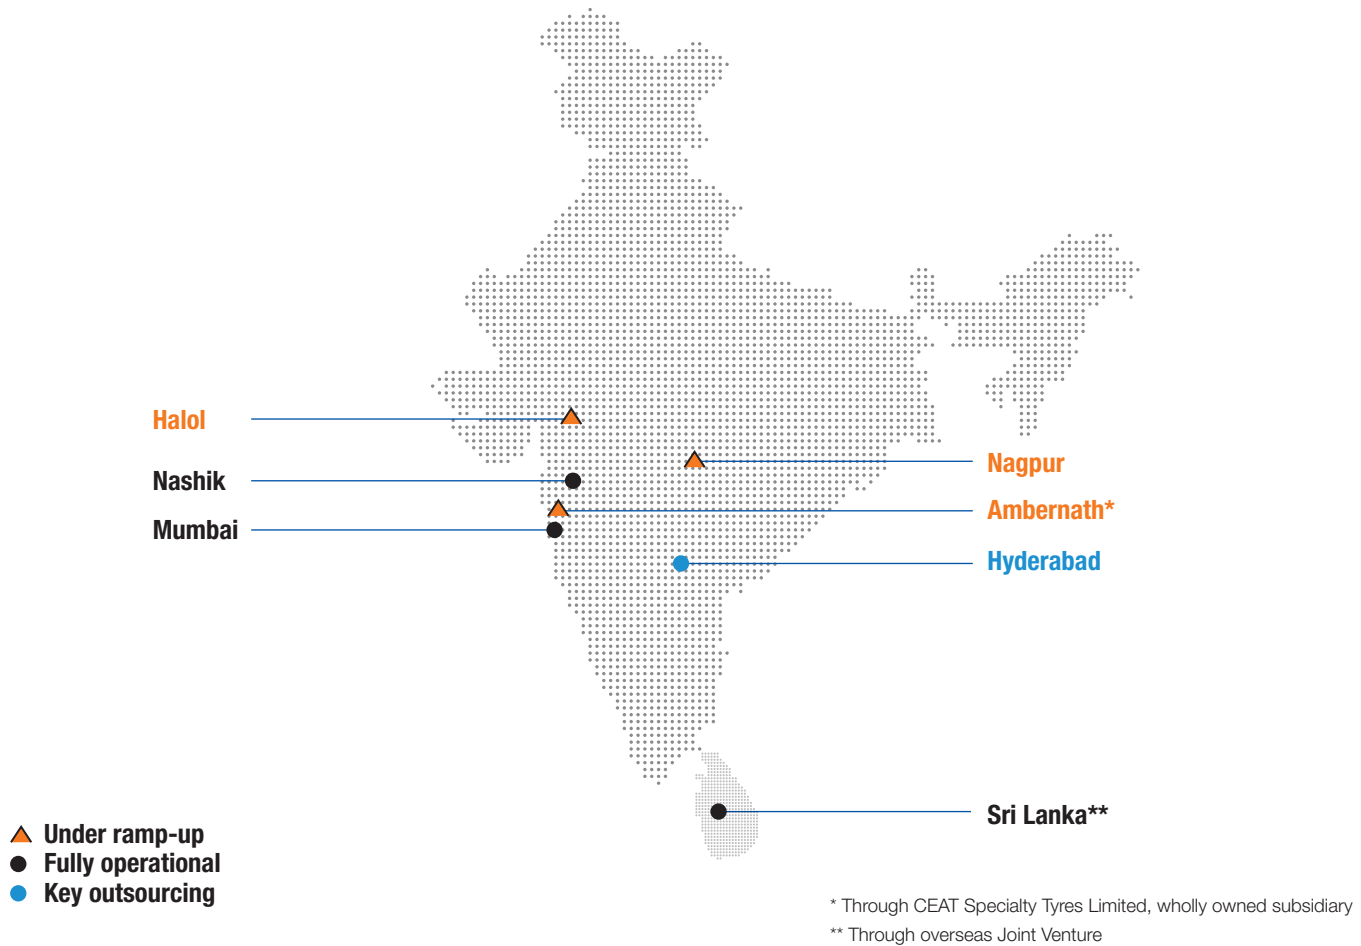 Halol
Nashik
Mumbai
Nagpur
Ambernath*
Hyderabad
Sri Lanka**
Under ramp-up
Fully operational
Key outsourcing
* Through CEAT Specialty Tyres Limited, wholly owned subsidiary
** Through overseas Joint Venture